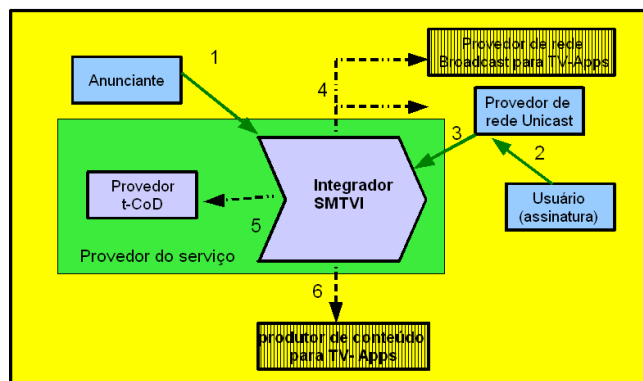 1
Anunciante
Provedor de rede
Broadcast para TV-Apps
4
Provedor de
rede Unicast
3
2
Provedor
t-CoD
Integrador
SMTVI
Usuário
(assinatura)
5
Provedor do serviço
6
produtor de conteúdo
para TV- Apps